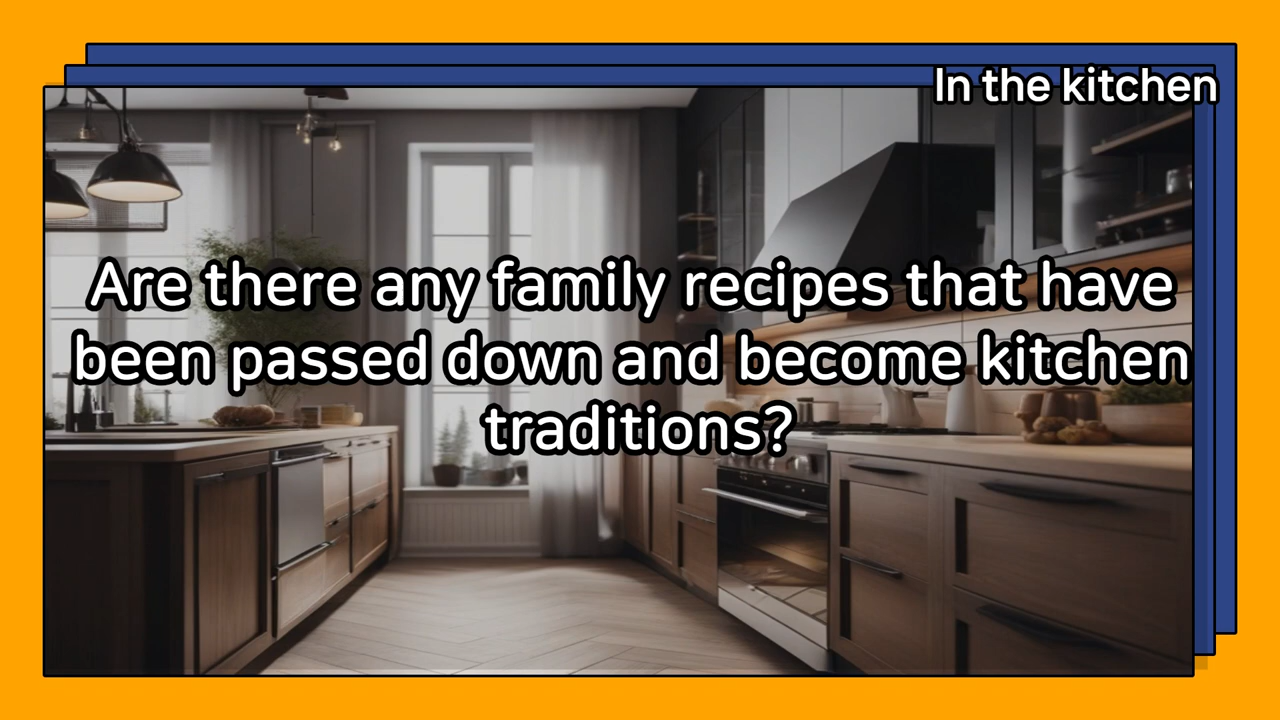 In the kitchen
Are there any family recipes that have
been passed down and become kitchen
traditions?